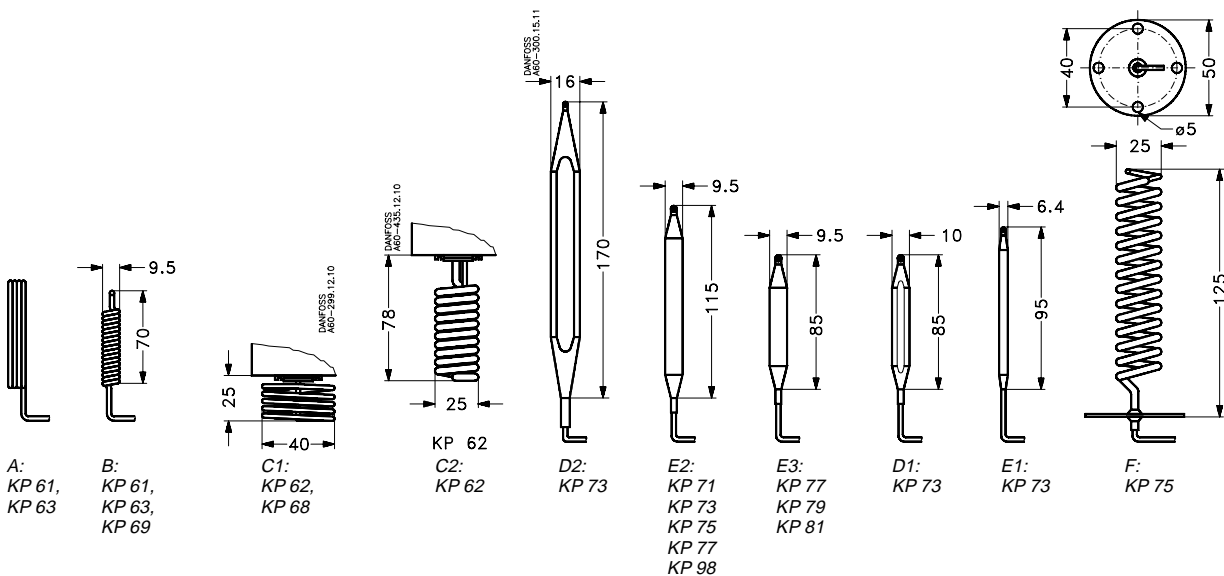 DANFOSS
A60-300.15.11
16
170
40
50
ø5
25
125
DANFOSS
A60-435.12.10
78
25
KP 62
DANFOSS
A60-299.12.10
25
40
9.5
70
9.5
115
9.5
85
10
85
6.4
95
A:
KP 61,
KP 63
B:
KP 61,
KP 63,
KP 69
C1:
KP 62,
KP 68
C2:
KP 62
D2:
KP 73
E2:
KP 71
KP 73
KP 75
KP 77
KP 98
E3:
KP 77
KP 79
KP 81
D1:
KP 73
E1:
KP 73
F:
KP 75